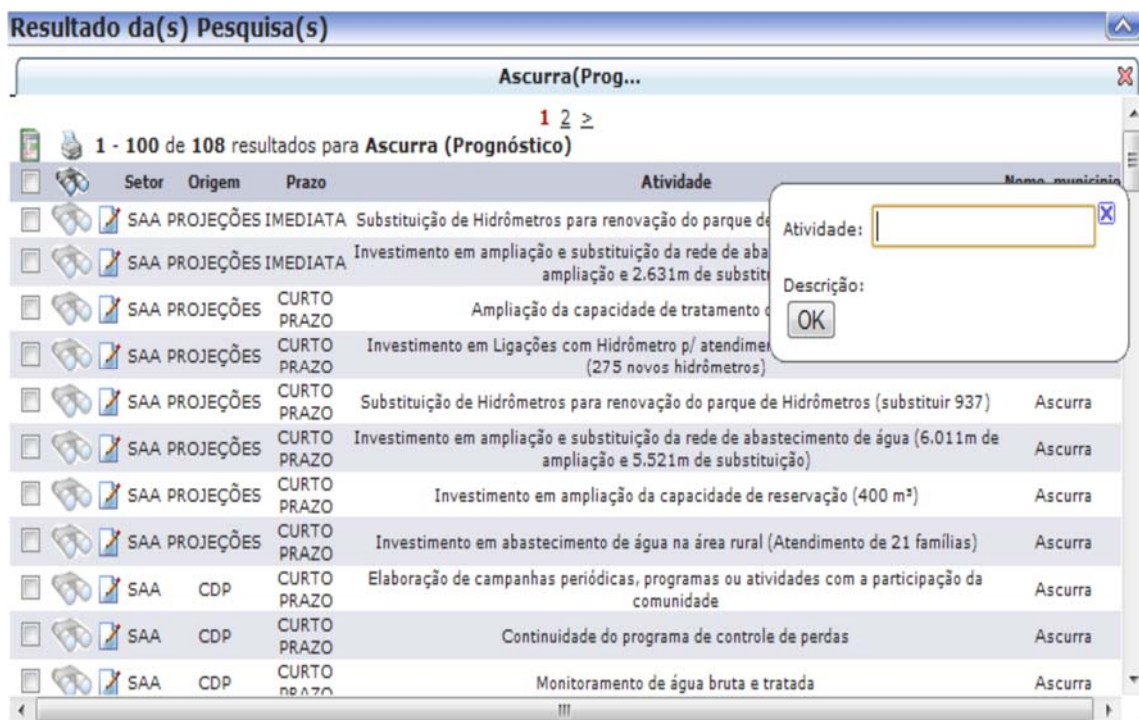 Resultado da(s) Pesquisa(s)
Ascurra(Prog...
1 2 >
1 - 100 de 108 resultados para Ascurra (Prognóstico)
Setor Origem Prazo Atividade Nome_municipio
SAA PROJEÇÕES IMEDIATA Substituição de Hidrômetros para renovação do parque de
SAA PROJEÇÕES IMEDIATA Investimento em ampliação e substituição da rede de aba
ampliação e 2.631m de substitu
Atividade:
Descrição:
OK
SAA PROJEÇÕES CURTO PRAZO Ampliação da capacidade de tratamento
SAA PROJEÇÕES CURTO PRAZO Investimento em Ligações com Hidrômetro p/ atendime
(275 novos hidrômetros)
SAA PROJEÇÕES CURTO PRAZO Substituição de Hidrômetros para renovação do parque de Hidrômetros (substituir 937) Ascurra
SAA PROJEÇÕES CURTO PRAZO Investimento em ampliação e substituição da rede de abastecimento de água (6.011m de
ampliação e 5.521m de substituição) Ascurra
SAA PROJEÇÕES CURTO PRAZO Investimento em ampliação da capacidade de reservação (400 m³) Ascurra
SAA PROJEÇÕES CURTO PRAZO Investimento em abastecimento de água na área rural (Atendimento de 21 famílias) Ascurra
SAA CDP CURTO PRAZO Elaboração de campanhas periódicas, programas ou atividades com a participação da
comunidade Ascurra
SAA CDP CURTO PRAZO Continuidade do programa de controle de perdas Ascurra
SAA CDP CURTO PRAZO Monitoramento de água bruta e tratada Ascurra